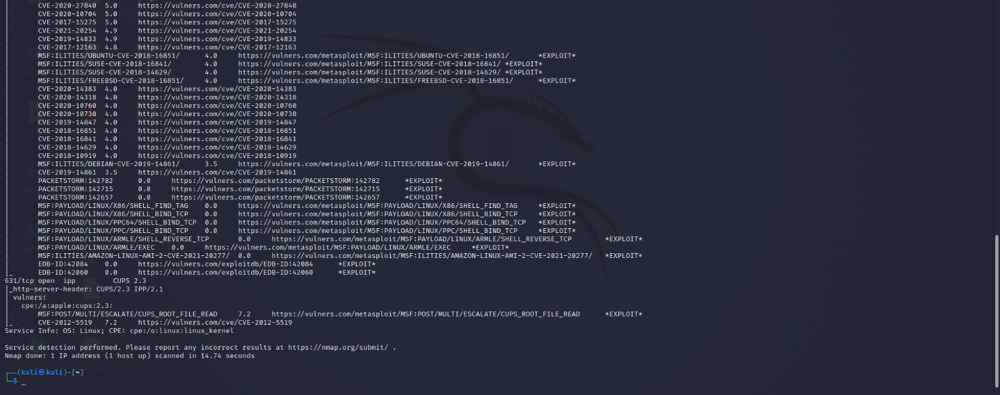 |       CVE-2020-27840  5.0     https://vulners.com/cve/CVE-2020-27840
|       CVE-2020-10704  5.0     https://vulners.com/cve/CVE-2020-10704
|       CVE-2017-15275  5.0     https://vulners.com/cve/CVE-2017-15275
|       CVE-2021-20254  4.9     https://vulners.com/cve/CVE-2021-20254
|       CVE-2019-14833  4.9     https://vulners.com/cve/CVE-2019-14833
|       CVE-2017-12163  4.8     https://vulners.com/cve/CVE-2017-12163
|       MSF:ILITIES/UBUNTU-CVE-2018-16851/      4.0     https://vulners.com/metasploit/MSF:ILITIES/UBUNTU-CVE-2018-16851/       *EXPLOIT*
|       MSF:ILITIES/SUSE-CVE-2018-16841/        4.0     https://vulners.com/metasploit/MSF:ILITIES/SUSE-CVE-2018-16841/ *EXPLOIT*
|       MSF:ILITIES/SUSE-CVE-2018-14629/        4.0     https://vulners.com/metasploit/MSF:ILITIES/SUSE-CVE-2018-14629/ *EXPLOIT*
|       MSF:ILITIES/FREEBSD-CVE-2018-16851/     4.0     https://vulners.com/metasploit/MSF:ILITIES/FREEBSD-CVE-2018-16851/      *EXPLOIT*
|       CVE-2020-14383  4.0     https://vulners.com/cve/CVE-2020-14383
|       CVE-2020-14318  4.0     https://vulners.com/cve/CVE-2020-14318
|       CVE-2020-10760  4.0     https://vulners.com/cve/CVE-2020-10760
|       CVE-2020-10730  4.0     https://vulners.com/cve/CVE-2020-10730
|       CVE-2019-14847  4.0     https://vulners.com/cve/CVE-2019-14847
|       CVE-2018-16851  4.0     https://vulners.com/cve/CVE-2018-16851
|       CVE-2018-16841  4.0     https://vulners.com/cve/CVE-2018-16841
|       CVE-2018-14629  4.0     https://vulners.com/cve/CVE-2018-14629
|       CVE-2018-10919  4.0     https://vulners.com/cve/CVE-2018-10919
|       MSF:ILITIES/DEBIAN-CVE-2019-14861/      3.5     https://vulners.com/metasploit/MSF:ILITIES/DEBIAN-CVE-2019-14861/       *EXPLOIT*
|       CVE-2019-14861  3.5     https://vulners.com/cve/CVE-2019-14861
|       PACKETSTORM:142782      0.0     https://vulners.com/packetstorm/PACKETSTORM:142782      *EXPLOIT*
|       PACKETSTORM:142715      0.0     https://vulners.com/packetstorm/PACKETSTORM:142715      *EXPLOIT*
|       PACKETSTORM:142657      0.0     https://vulners.com/packetstorm/PACKETSTORM:142657      *EXPLOIT*
|       MSF:PAYLOAD/LINUX/X86/SHELL_FIND_TAG    0.0     https://vulners.com/metasploit/MSF:PAYLOAD/LINUX/X86/SHELL_FIND_TAG     *EXPLOIT*
|       MSF:PAYLOAD/LINUX/X86/SHELL_BIND_TCP    0.0     https://vulners.com/metasploit/MSF:PAYLOAD/LINUX/X86/SHELL_BIND_TCP     *EXPLOIT*
|       MSF:PAYLOAD/LINUX/PPC64/SHELL_BIND_TCP  0.0     https://vulners.com/metasploit/MSF:PAYLOAD/LINUX/PPC64/SHELL_BIND_TCP   *EXPLOIT*
|       MSF:PAYLOAD/LINUX/PPC/SHELL_BIND_TCP    0.0     https://vulners.com/metasploit/MSF:PAYLOAD/LINUX/PPC/SHELL_BIND_TCP     *EXPLOIT*
|       MSF:PAYLOAD/LINUX/ARMLE/SHELL_REVERSE_TCP       0.0     https://vulners.com/metasploit/MSF:PAYLOAD/LINUX/ARMLE/SHELL_REVERSE_TCP        *EXPLOIT*
|       MSF:PAYLOAD/LINUX/ARMLE/EXEC    0.0     https://vulners.com/metasploit/MSF:PAYLOAD/LINUX/ARMLE/EXEC     *EXPLOIT*
|       MSF:ILITIES/AMAZON-LINUX-AMI-2-CVE-2021-20277/  0.0     https://vulners.com/metasploit/MSF:ILITIES/AMAZON-LINUX-AMI-2-CVE-2021-20277/   *EXPLOIT*
|       EDB-ID:42084    0.0     https://vulners.com/exploitdb/EDB-ID:42084      *EXPLOIT*
|_      EDB-ID:42060    0.0     https://vulners.com/exploitdb/EDB-ID:42060      *EXPLOIT*
631/tcp open  ipp         CUPS 2.3
|_http-server-header: CUPS/2.3 IPP/2.1
| vulners:
|   cpe:/a:apple:cups:2.3:
|       MSF:POST/MULTI/ESCALATE/CUPS_ROOT_FILE_READ     7.2     https://vulners.com/metasploit/MSF:POST/MULTI/ESCALATE/CUPS_ROOT_FILE_READ      *EXPLOIT*
|_      CVE-2012-5519   7.2     https://vulners.com/cve/CVE-2012-5519
Service Info: OS: Linux; CPE: cpe:/o:linux:linux_kernel

Service detection performed. Please report any incorrect results at https://nmap.org/submit/ .
Nmap done: 1 IP address (1 host up) scanned in 14.74 seconds

┌──(kali㉿kali)-[~]
└─$ _